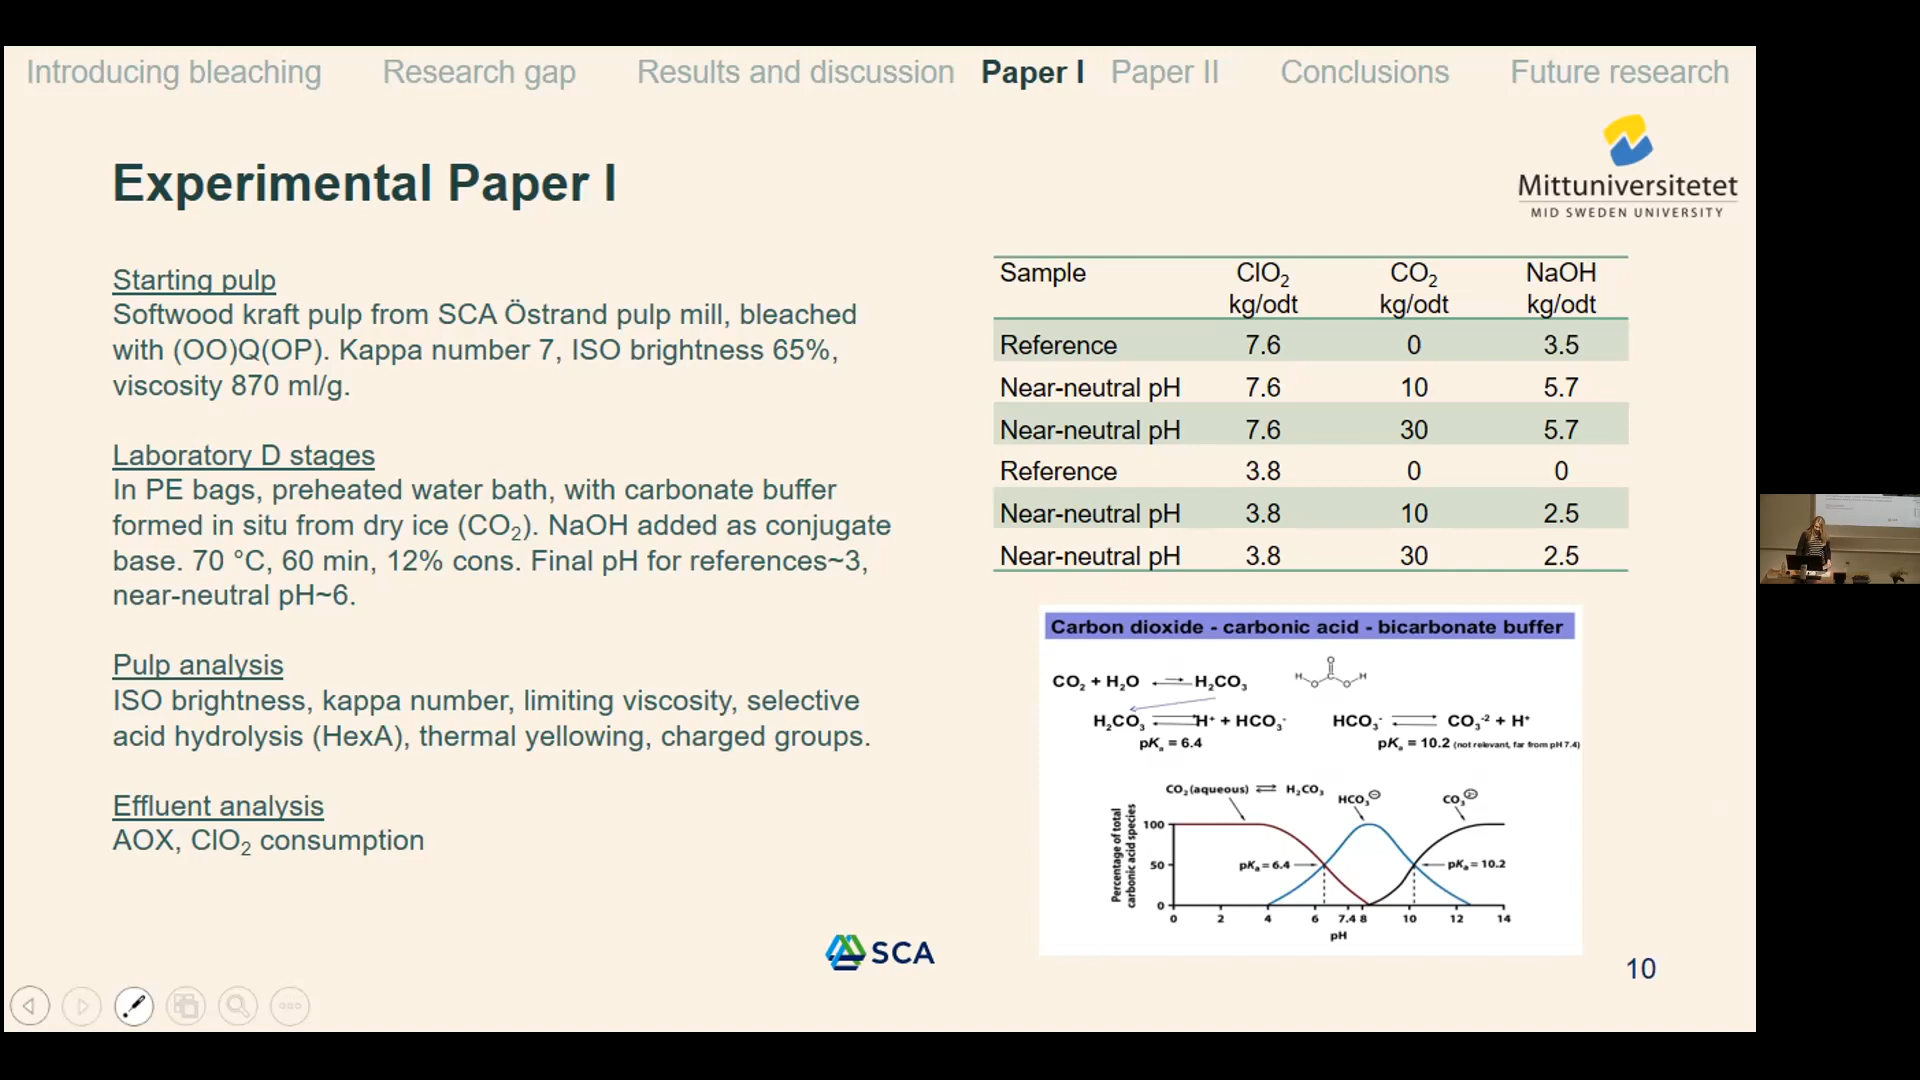 Introducing bleaching Research gap Results and discussion Paper I Paper II Conclusions Future research
Mittuniversitetet
MID SWEDEN UNIVERSITY
Experimental Paper I
Starting pulp
Softwood kraft pulp from SCA Östrand pulp mill, bleached
with (OO)Q(OP). Kappa number 7, ISO brightness 65%,
viscosity 870 ml/g.
Laboratory D stages
In PE bags, preheated water bath, with carbonate buffer
formed in situ from dry ice (CO₂). NaOH added as conjugate
base. 70 °C, 60 min, 12% cons. Final pH for references~3,
near-neutral pH~6.
Pulp analysis
ISO brightness, kappa number, limiting viscosity, selective
acid hydrolysis (HexA), thermal yellowing, charged groups.
Effluent analysis
AOX, ClO₂ consumption
Sample ClO₂ CO₂ NaOH
kg/odt kg/odt kg/odt
Reference 7.6 0 3.5
Near-neutral pH 7.6 10 5.7
Near-neutral pH 7.6 30 5.7
Reference 3.8 0 0
Near-neutral pH 3.8 10 2.5
Near-neutral pH 3.8 30 2.5
Carbon dioxide - carbonic acid - bicarbonate buffer
CO₂ + H₂O ⇌ H₂CO₃
H O C O O H
H₂CO₃ ⇌ H⁺ + HCO₃⁻ HCO₃⁻ ⇌ CO₃⁻² + H⁺
pKₐ = 6.4 pKₐ = 10.2 (not relevant, far from pH 7.4)
CO₂ (aqueous) ⇌ H₂CO₃ HCO₃⊖ CO₃²⁻
Percentage of total
carbonic acid species
100
50
0
pKₐ = 6.4 pKₐ = 10.2
0 2 4 6 7.4 8 10 12 14
pH
SCA
10